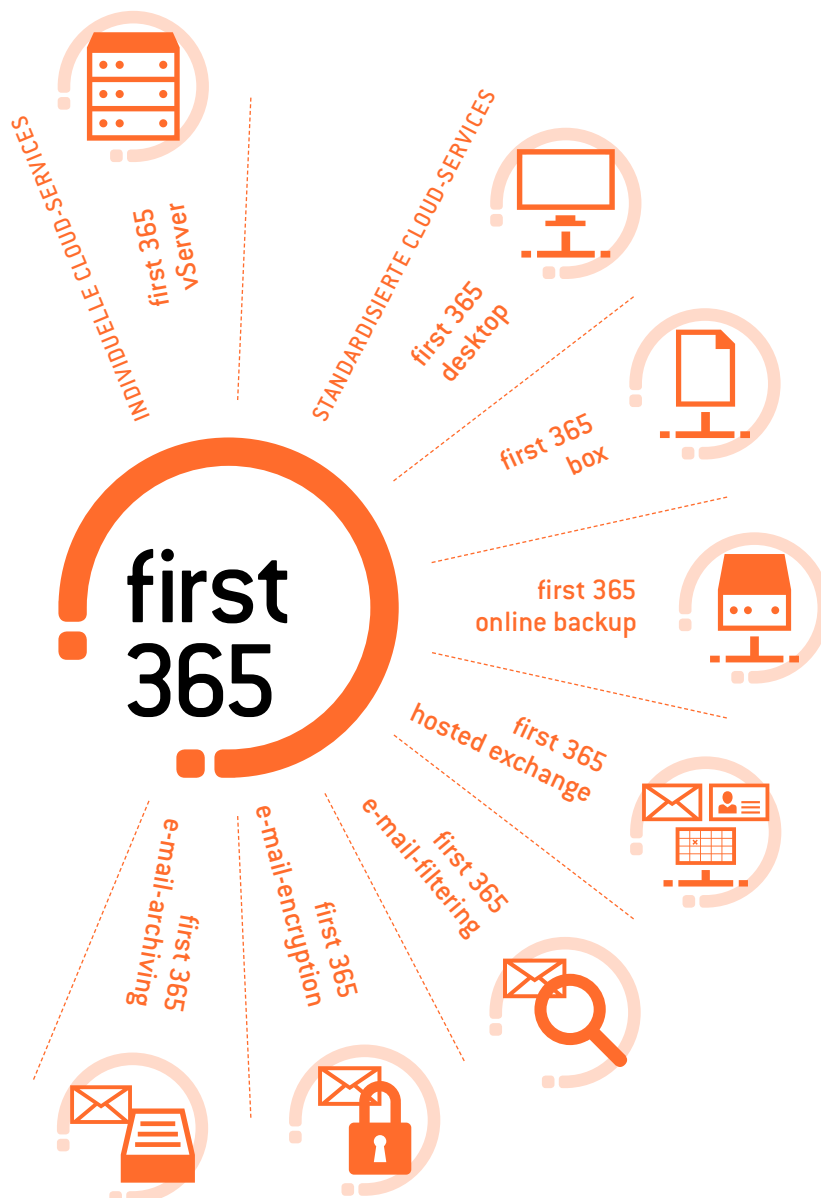 INDIVIDUELLE CLOUD-SERVICES
first 365
vServer
STANDARDISIERTE CLOUD-SERVICES
first 365
desktop
first 365
box
first 365
online backup
first 365
hosted exchange
first 365
e-mail-filtering
first 365
e-mail-encryption
first 365
e-mail-archiving
first
365